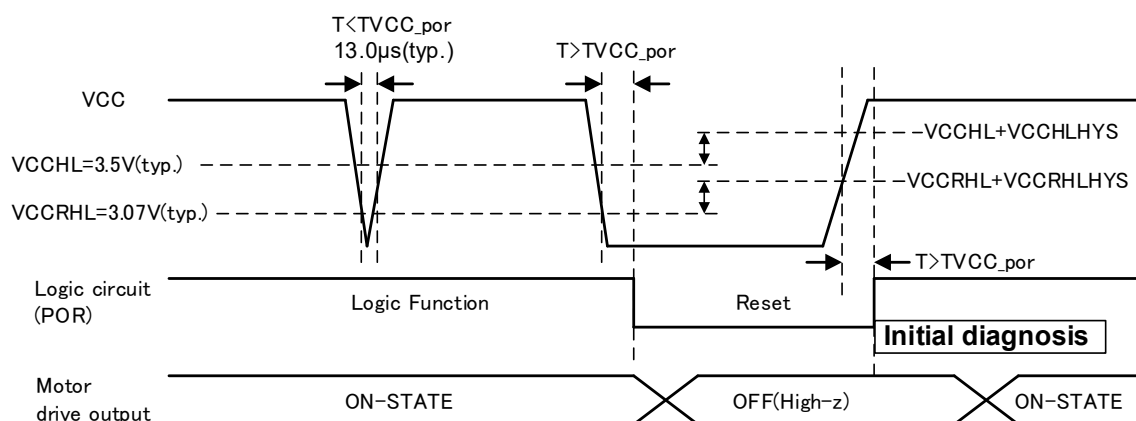 T<TVCC_por
13.0μs(typ.)
T>TVCC_por
VCC
VCCHL+VCCHLHYS
VCCHL=3.5V(typ.)
VCCRHL+VCCRHLHYS
VCCRHL=3.07V(typ.)
T>TVCC_por
Logic circuit
(POR)
Logic Function
Reset
Initial diagnosis
Motor
drive output
ON-STATE
OFF(High-z)
ON-STATE